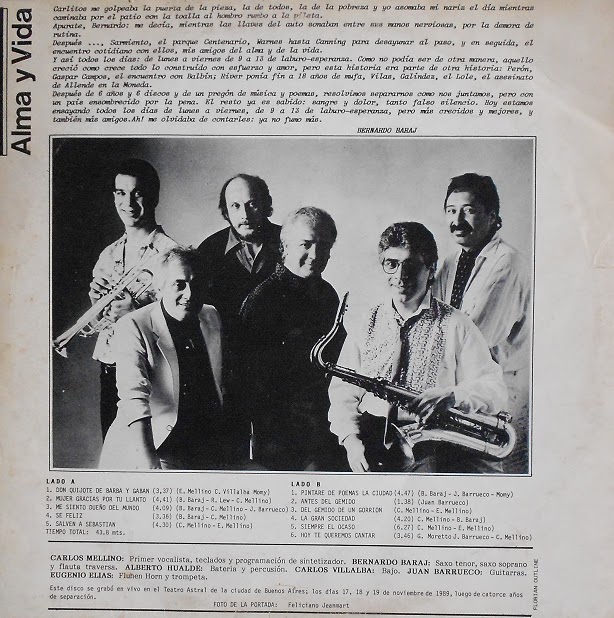 Alma y Vida
Carlitos me golpeaba la puerta de la pieza, la de todos, la de la pobreza y yo asomaba mi nariz el día mientras
caminaba por el patio con la toalla al hombro rumbo a la pileta.
Apurate, Bernardo: me decía, mientras las llaves del auto sonaban entre sus manos nerviosas, por la demora de
rutina.
Después ..., Sarmiento, el parque Centenario, Warnes hasta Canning para desayunar al paso, y en seguida, el
encuentro cotidiano con ellos, mis amigos del alma y de la vida.
Y así todos los días: de lunes a viernes de 9 a 13 de laburo-esperanza. Como no podía ser de otra manera, aquello
creció como crece todo lo construído con esfuerzo y amor, pero esta historia era parte de otra historia: Perón,
Gaspar Campos, el encuentro con Balbín; River ponía fin a 18 años de mufa, Vilas, Galíndez, el Lole, el asesinato
de Allende en la Moneda.
Después de 6 años y 6 discos y de un pregón de música y poemas, resolvimos separarnos como nos juntamos, pero con
un país ensombrecido por la pena. El resto ya es sabido: sangre y dolor, tanto falso silencio. Hoy estamos
ensayando todos los días de lunes a viernes, de 9 a 13 de laburo-esperanza, pero más crecidos y mejores, y
también más amigos.Ah! me olvidaba de contarles: ya no fumo más.
BERNARDO BARAJ
LADO A
1. DON QUIJOTE DE BARBA Y GABAN (3,37) (E. Mellino C. Villalba Momy)
2. MUJER GRACIAS POR TU LLANTO (4,41) (B. Baraj- R. Lew- C. Mellino)
3. ME SIENTO DUEÑO DEL MUNDO (4,09) (B. Baraj- C. Mellino - J. Barrueco)
4. SE FELIZ (3,26) (B. Baraj- C. Mellino)
5. SALVEN A SEBASTIAN (4.30) (C. Mellino - E. Mellino)
TIEMPO TOTAL: 43,8 mts.
LADO B
1. PINTARE DE POEMAS LA CIUDAD (4.47) (B. Baraj - J. Barrueco- Momy)
2. ANTES DEL GEMIDO (1.38) (Juan Barrueco)
3. DEL GEMIDO DE UN GORRION (C. Mellino - E. Mellino)
4. LA GRAN SOCIEDAD (4.20) C. Mellino- B. Baraj)
5. SIEMPRE EL OCASO (6,27) C. Mellino - E. Mellino)
6. HOY TE QUEREMOS CANTAR (3,46) G. Moretto J. Barrueco - C. Mellino)
CARLOS MELLINO: Primer vocalista, teclados y programación de sintetizador. BERNARDO BARAJ: Saxo tenor, saxo soprano
y flauta traversa. ALBERTO HUALDE: Batería y percusión. CARLOS VILLALBA: Bajo. JUAN BARRUECO: Guitarras.
EUGENIO ELIAS: Fluhen Horn y trompeta.
Este disco se grabó en vivo en el Teatro Astral de la ciudad de Buenos Aires; los días 17, 18 y 19 de noviembre de 1989, luego de catorce años
de separación.
FOTO DE LA PORTADA: Feliciano Jeanmart
FLORIAN OUTLINE